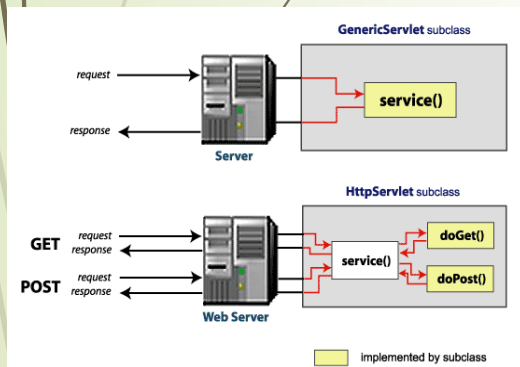 GenericServlet subclass
request
service()
response
Server
HttpServlet subclass
GET
request
response
doGet()
service()
POST
request
response
doPost()
Web Server
implemented by subclass